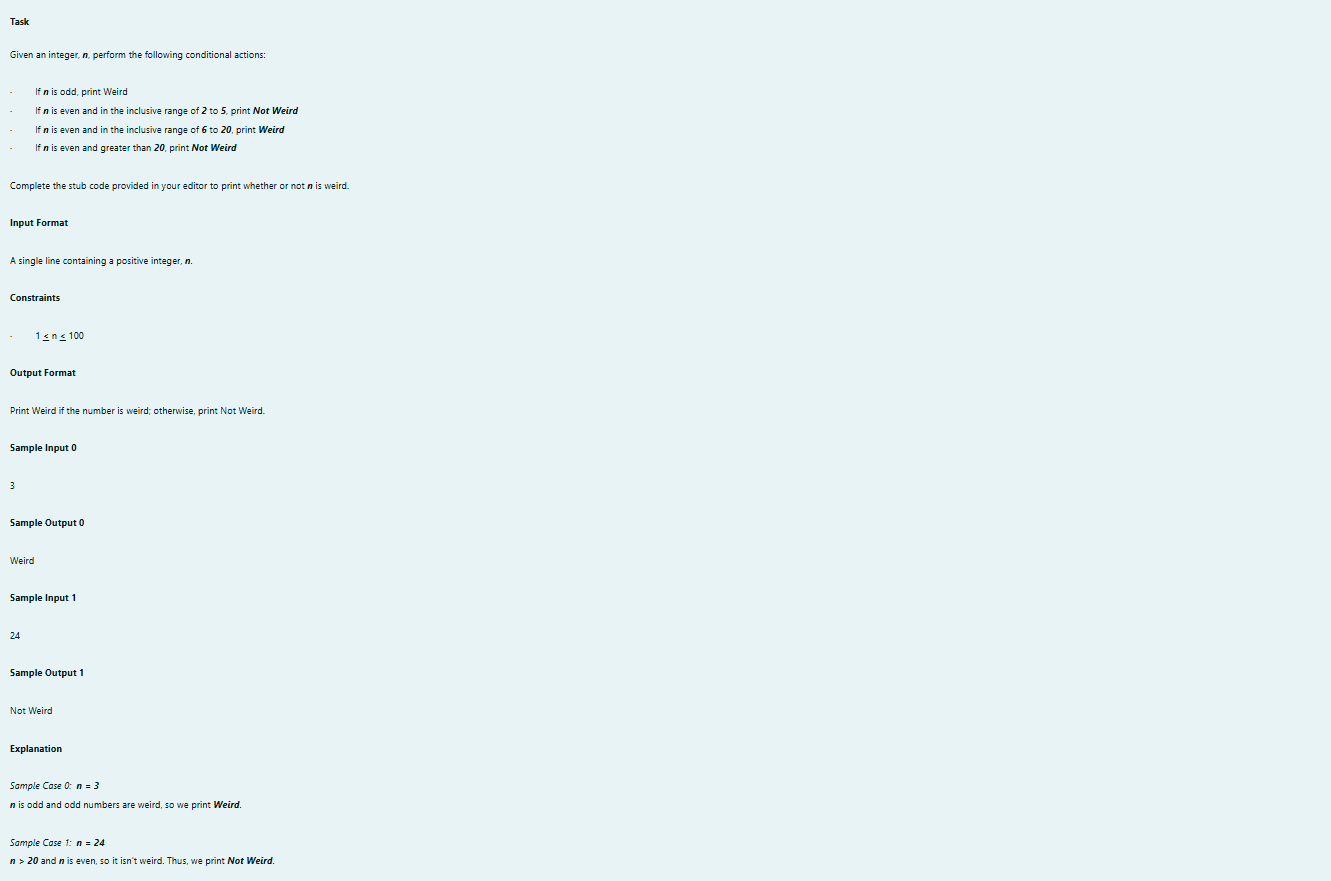 Task
Given an integer, n, perform the following conditional actions:
· If n is odd, print Weird
· If n is even and in the inclusive range of 2 to 5, print Not Weird
· If n is even and in the inclusive range of 6 to 20, print Weird
· If n is even and greater than 20, print Not Weird
Complete the stub code provided in your editor to print whether or not n is weird.
Input Format
A single line containing a positive integer, n.
Constraints
· 1 ≤ n ≤ 100
Output Format
Print Weird if the number is weird; otherwise, print Not Weird.
Sample Input 0
3
Sample Output 0
Weird
Sample Input 1
24
Sample Output 1
Not Weird
Explanation
Sample Case 0: n = 3
n is odd and odd numbers are weird, so we print Weird.
Sample Case 1: n = 24
n > 20 and n is even, so it isn't weird. Thus, we print Not Weird.